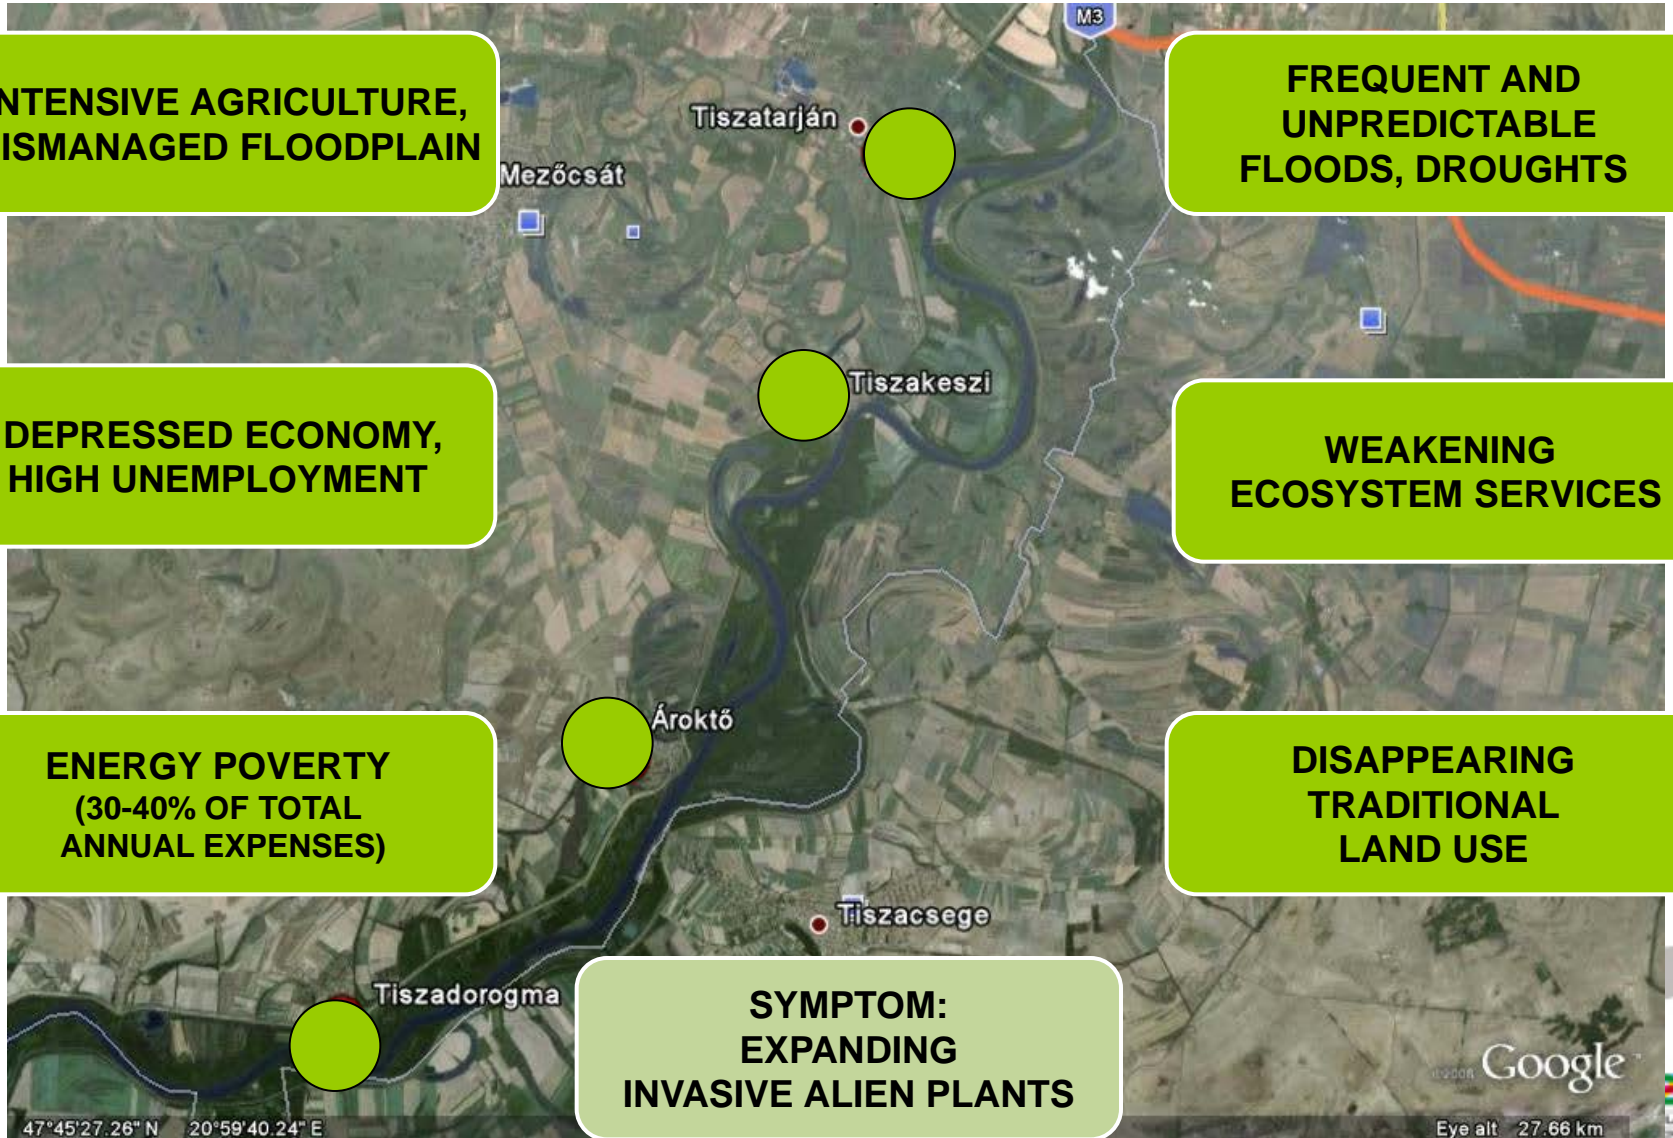 M3
NTENSIVE AGRICULTURE,
ISMANAGED FLOODPLAIN
FREQUENT AND
UNPREDICTABLE
FLOODS, DROUGHTS
Tiszatarján
Mezőcsát
DEPRESSED ECONOMY,
HIGH UNEMPLOYMENT
Tiszakeszi
WEAKENING
ECOSYSTEM SERVICES
ENERGY POVERTY
(30-40% OF TOTAL
ANNUAL EXPENSES)
Ároktő
DISAPPEARING
TRADITIONAL
LAND USE
Tiszacsege
Tiszadorogma
SYMPTOM:
EXPANDING
INVASIVE ALIEN PLANTS
Google
47°45'27.26" N 20°59'40.24" E
Eye alt 27.66 km